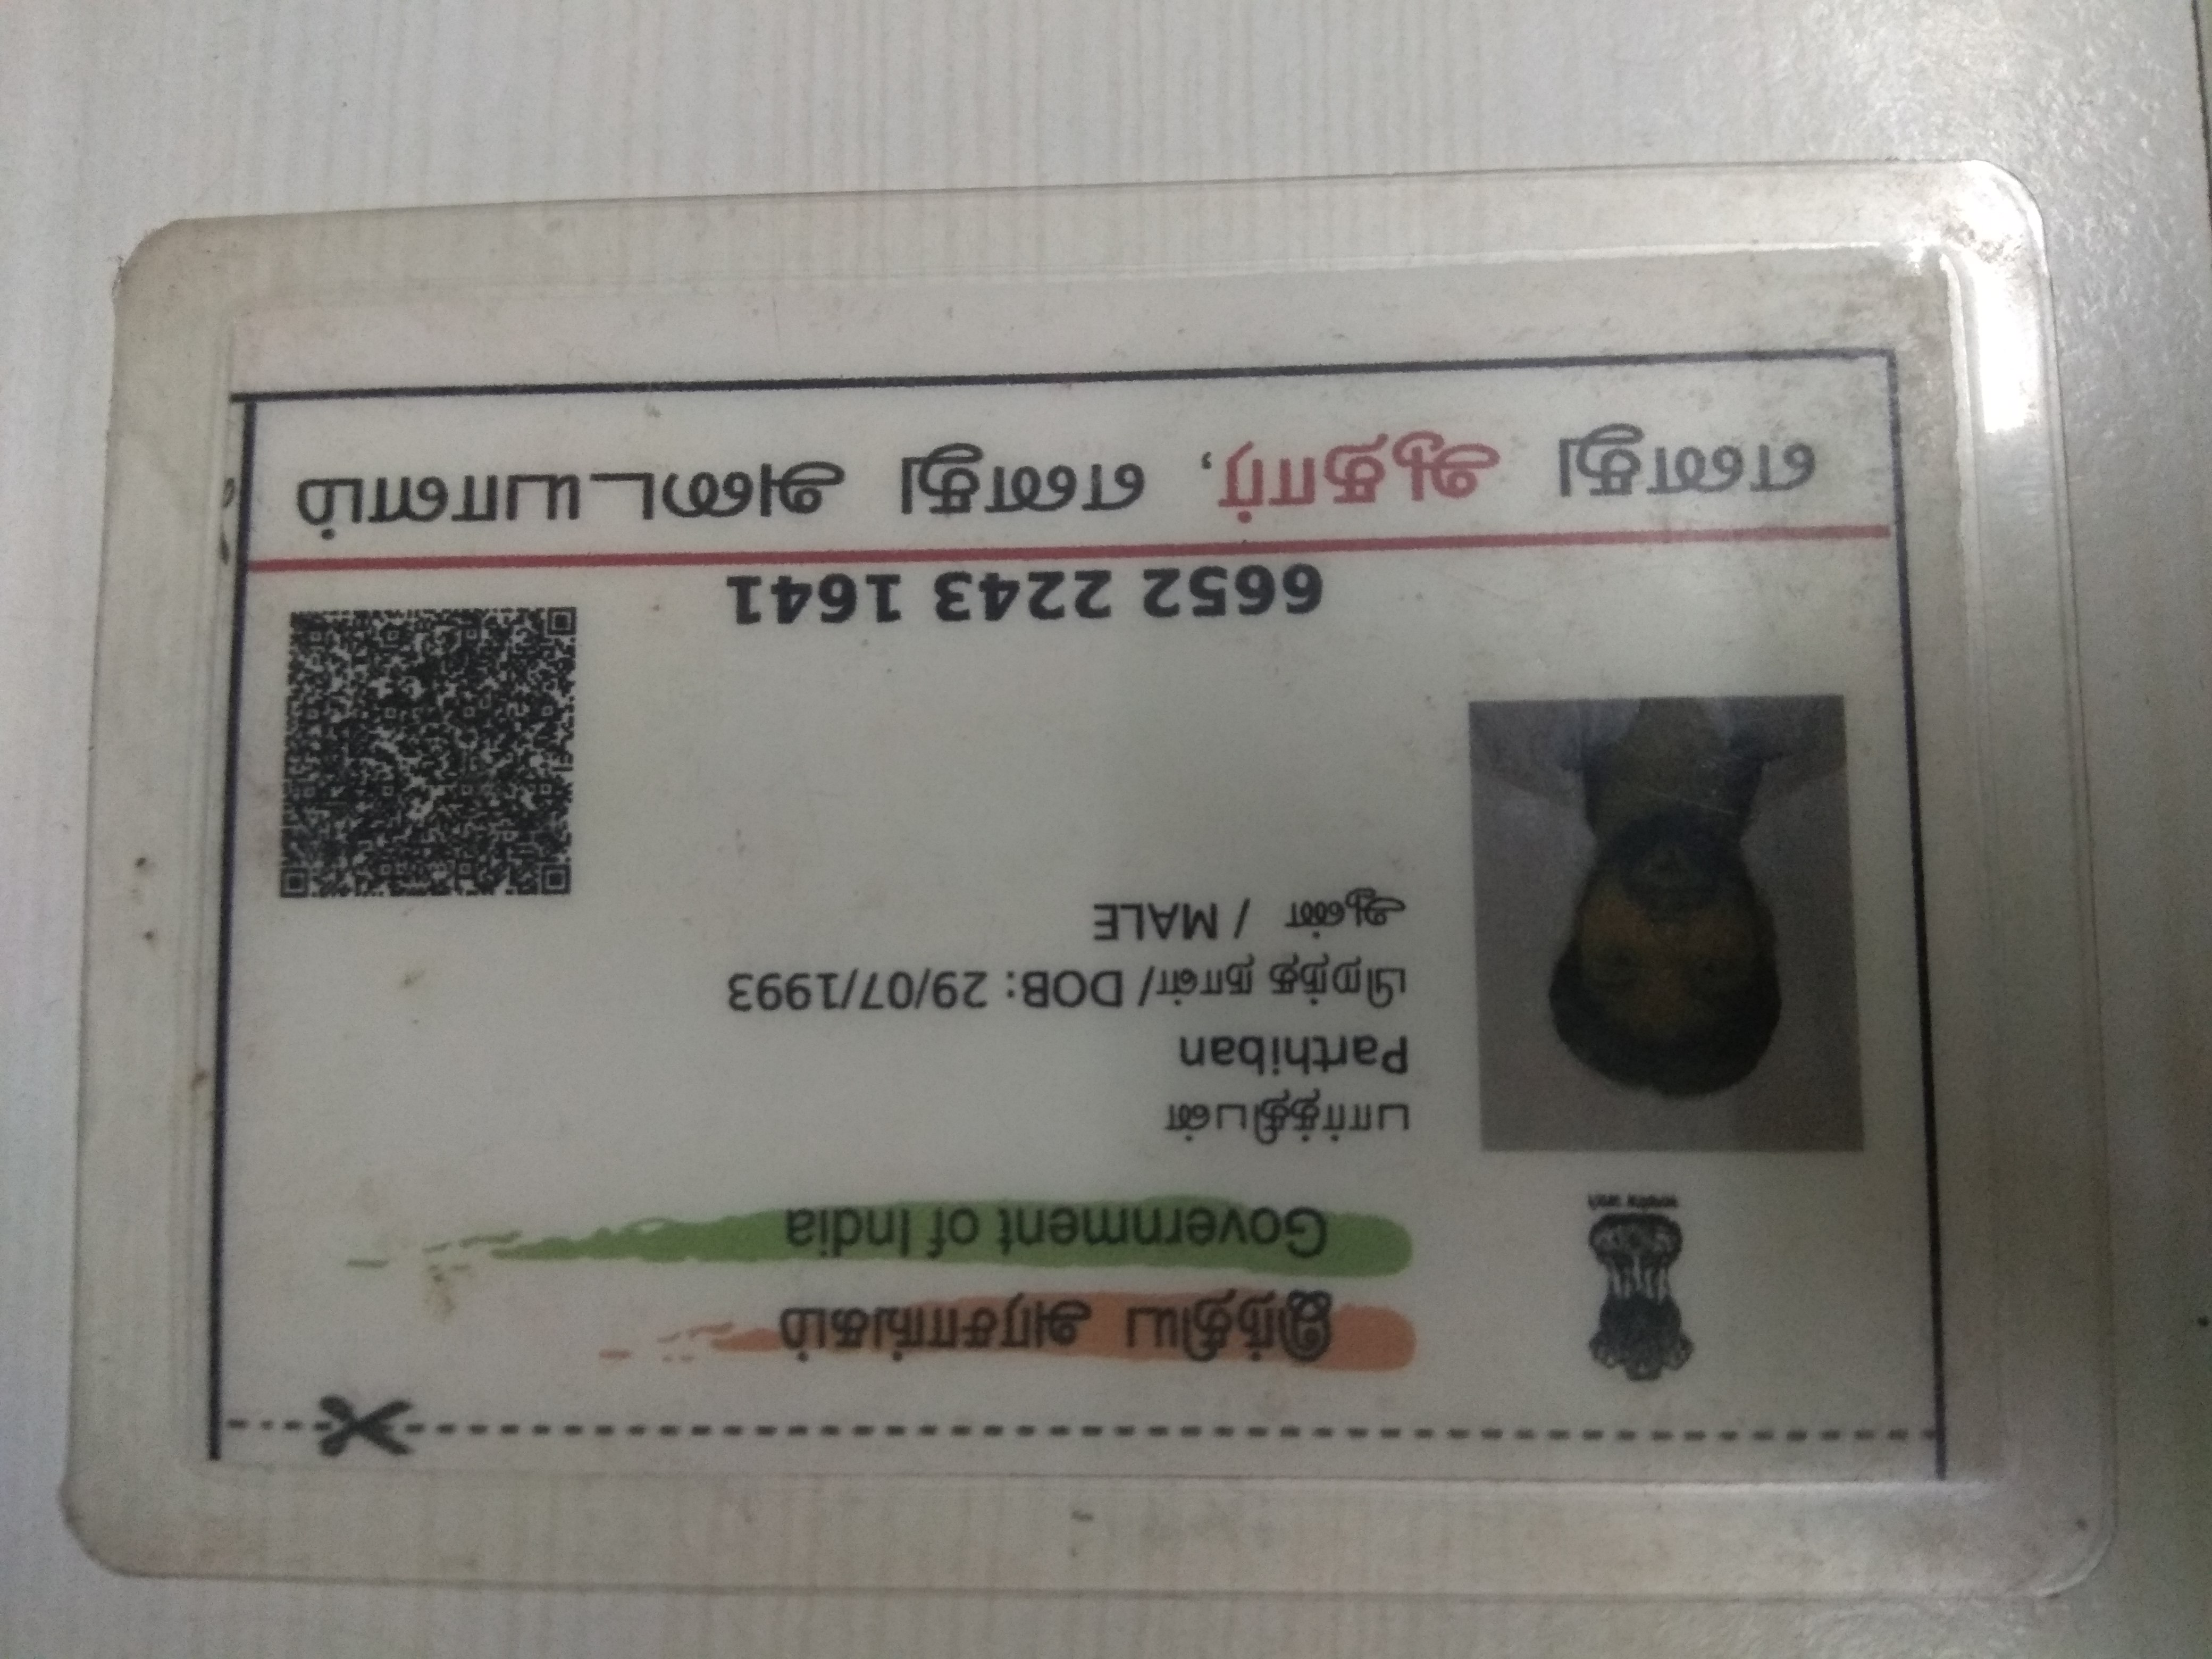 இந்திய அரசாங்கம்
Government of India
பார்த்திபன்
Parthiban
பிறந்த நாள்/ DOB: 29/07/1993
ஆண் / MALE
6652 2243 1641
எனது ஆதார், எனது அடையாளம்